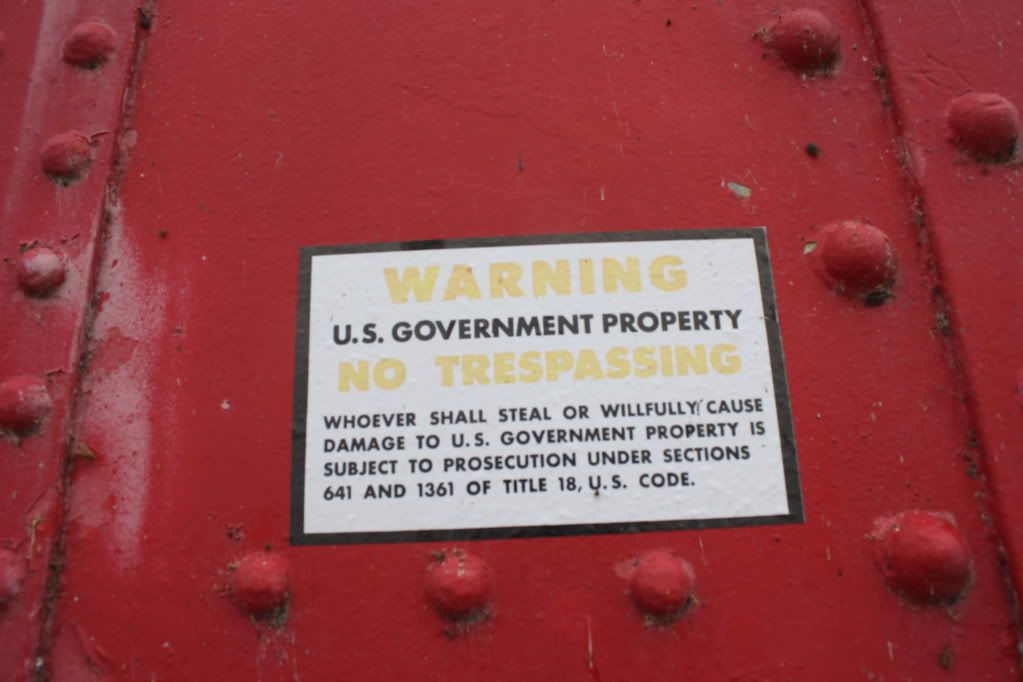 WARNING
U.S. GOVERNMENT PROPERTY
NO TRESPASSING
WHOEVER SHALL STEAL OR WILLFULLY CAUSE
DAMAGE TO U.S. GOVERNMENT PROPERTY IS
SUBJECT TO PROSECUTION UNDER SECTIONS
641 AND 1361 OF TITLE 18, U.S. CODE.